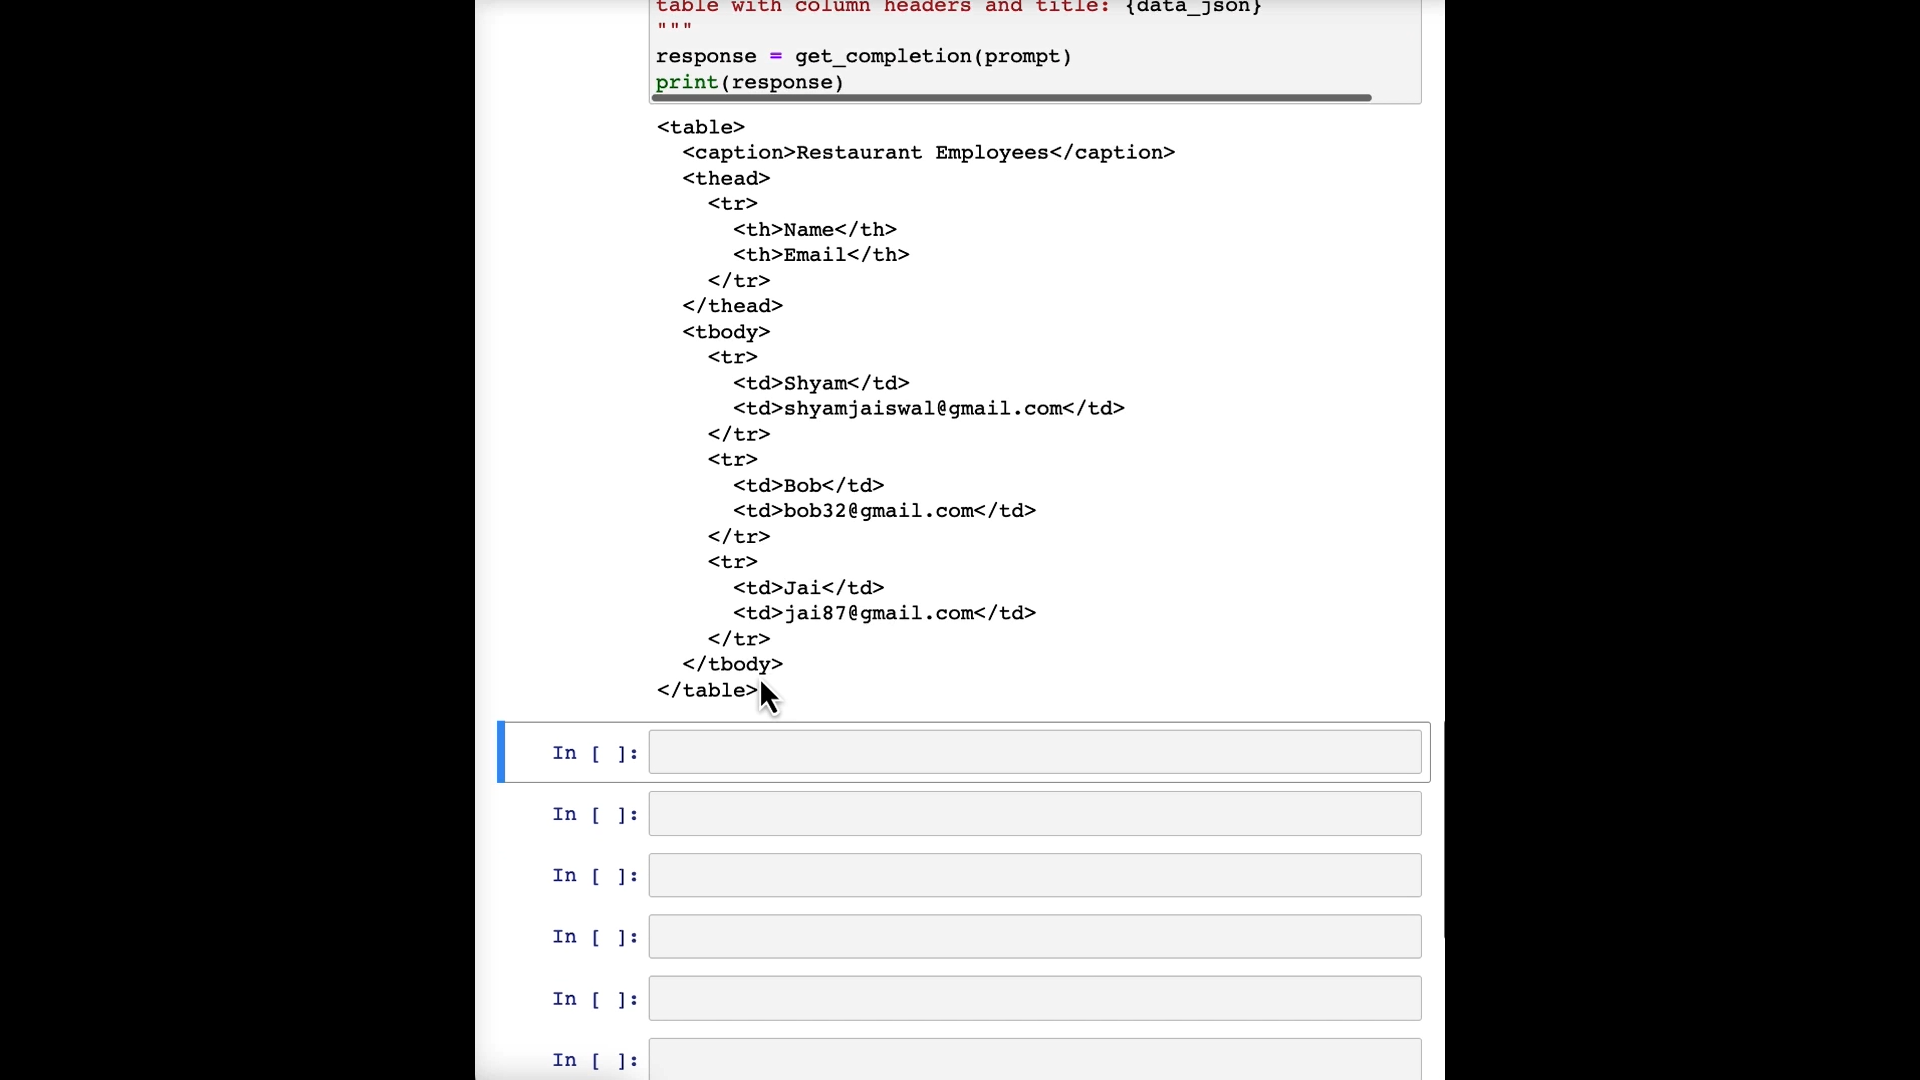 table with column headers and title: {data_json}
"""
response = get_completion(prompt)
print(response)
<table>
  <caption>Restaurant Employees</caption>
  <thead>
    <tr>
      <th>Name</th>
      <th>Email</th>
    </tr>
  </thead>
  <tbody>
    <tr>
      <td>Shyam</td>
      <td>shyamjaiswal@gmail.com</td>
    </tr>
    <tr>
      <td>Bob</td>
      <td>bob32@gmail.com</td>
    </tr>
    <tr>
      <td>Jai</td>
      <td>jai87@gmail.com</td>
    </tr>
  </tbody>
</table>
In [ ]:
In [ ]:
In [ ]:
In [ ]:
In [ ]:
In [ ]: